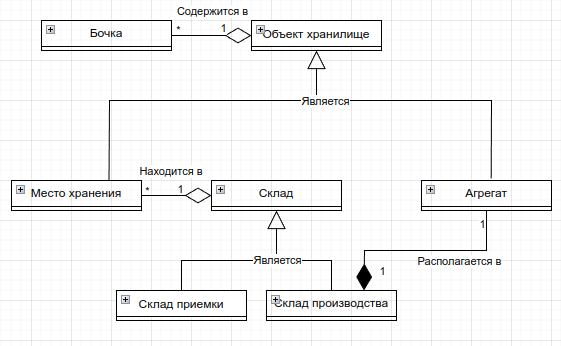 Содержится в
Бочка
*
1
Объект хранилище
Является
Находится в
Место хранения
*
1
Склад
Агрегат
1
Является
Располагается в
1
Склад приемки
Склад производства